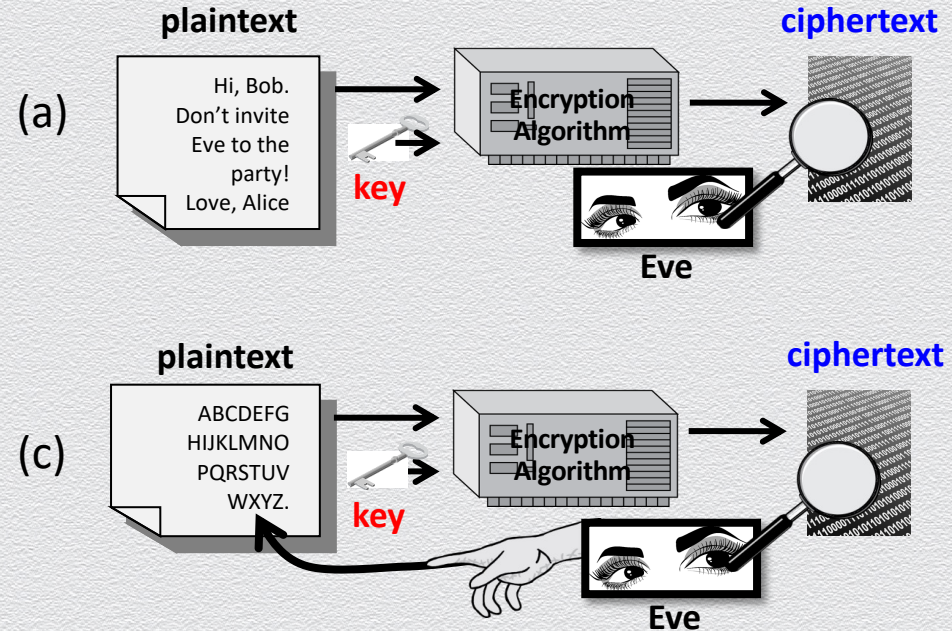 plaintext
ciphertext
(a)
Hi, Bob.
Don't invite
Eve to the
party!
Love, Alice
key
Encryption
Algorithm
Eve
plaintext
ciphertext
(c)
ABCDEFG
HIJKLMNO
PQRSTUV
WXYZ.
key
Encryption
Algorithm
Eve